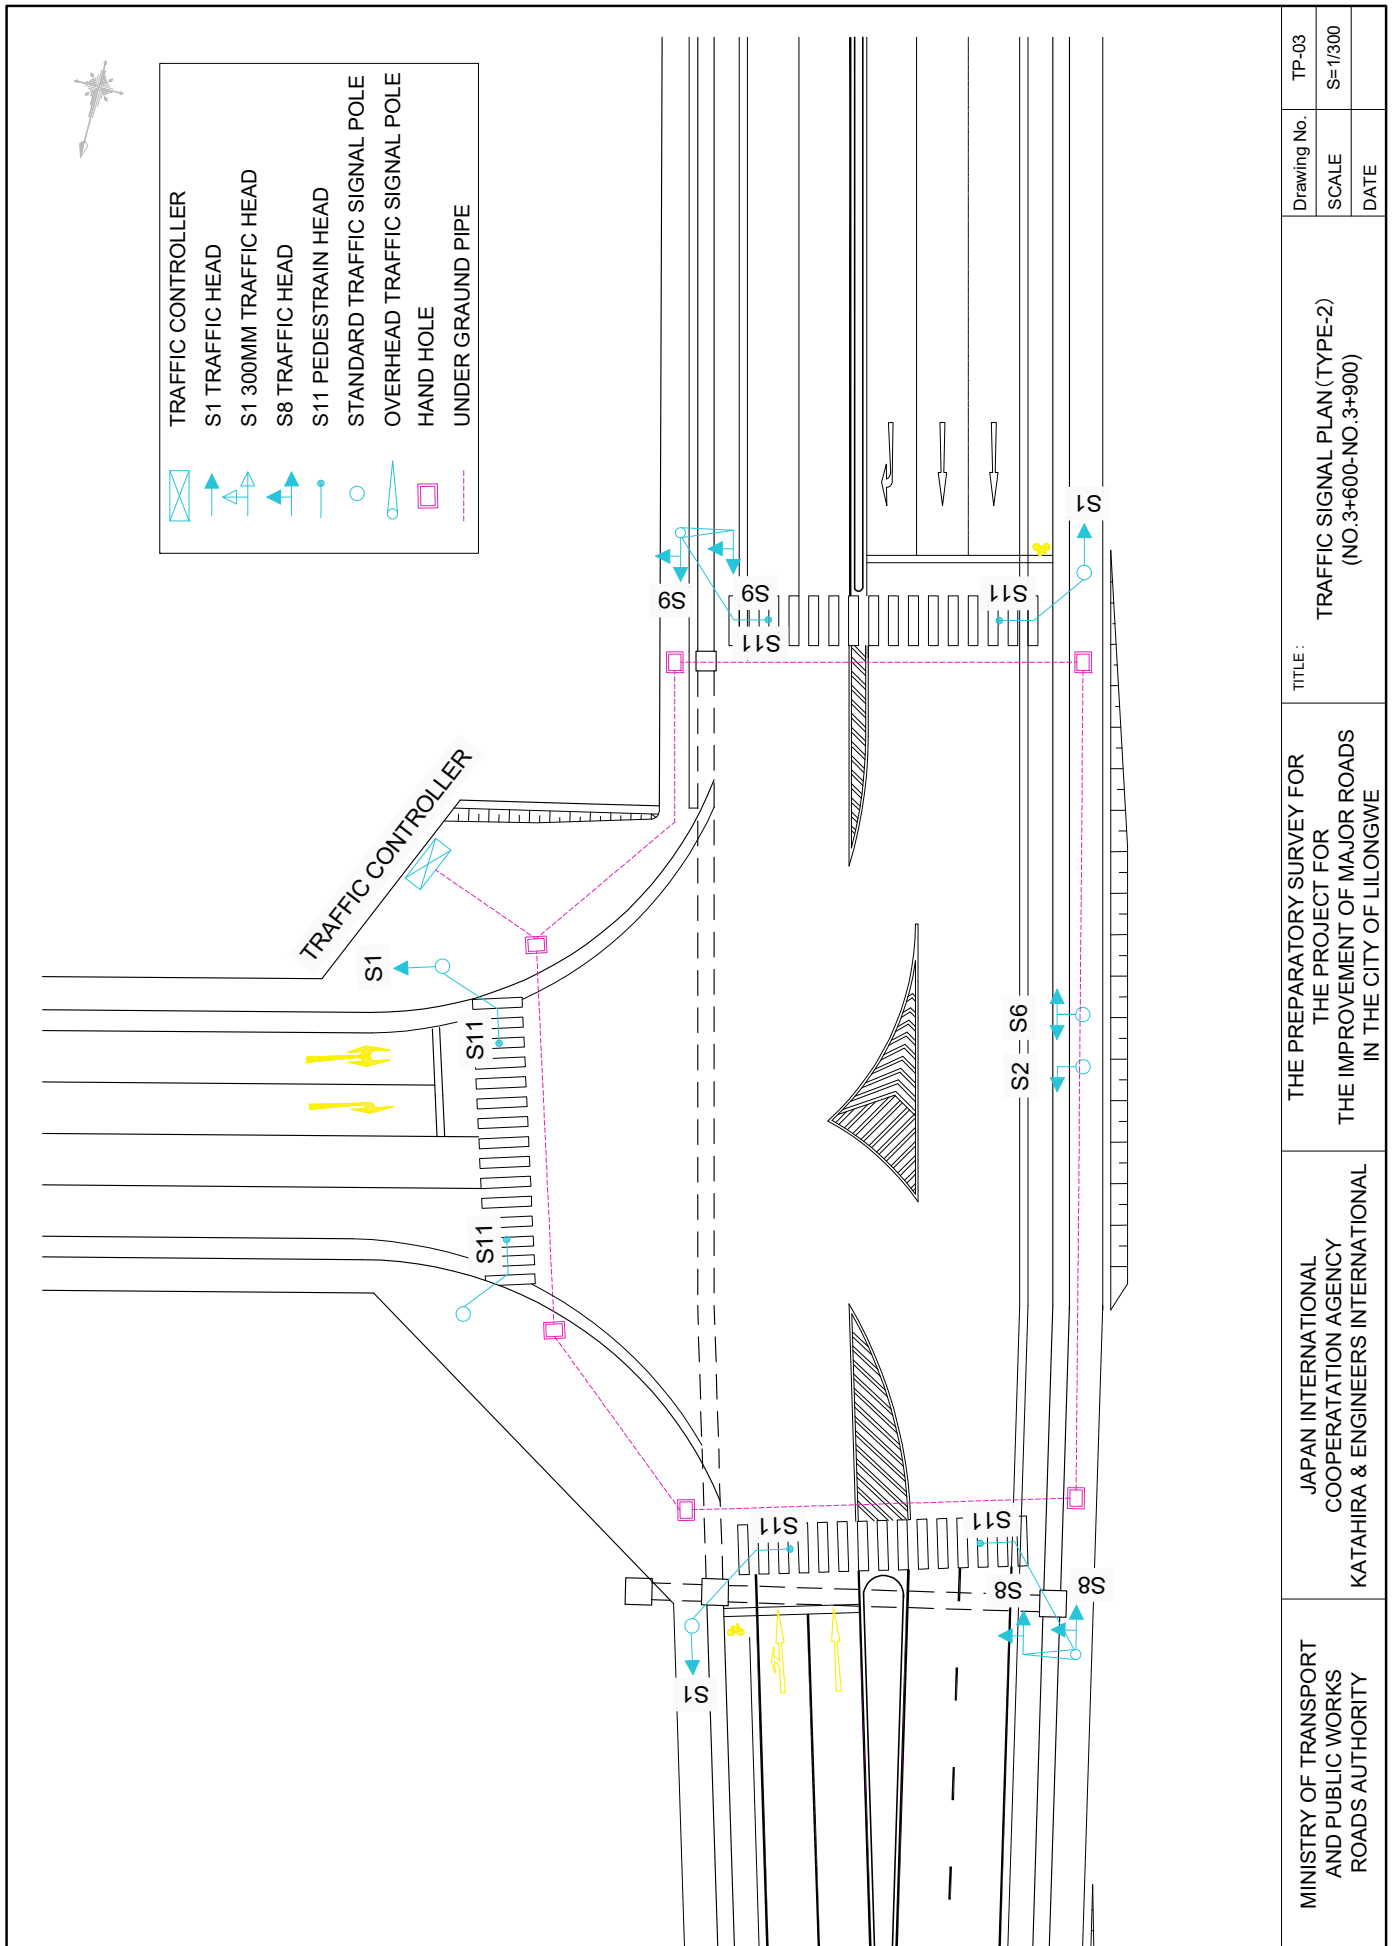 TRAFFIC CONTROLLER
S1 TRAFFIC HEAD
S1 300MM TRAFFIC HEAD
S8 TRAFFIC HEAD
S11 PEDESTRAIN HEAD
STANDARD TRAFFIC SIGNAL POLE
OVERHEAD TRAFFIC SIGNAL POLE
HAND HOLE
UNDER GRAUND PIPE
TRAFFIC CONTROLLER
S1
S11
S11
S9
S9
S11
S11
S1
S6
S2
S11
S11
S8
S8
S1
MINISTRY OF TRANSPORT
AND PUBLIC WORKS
ROADS AUTHORITY
JAPAN INTERNATIONAL
COOPERATATION AGENCY
KATAHIRA & ENGINEERS INTERNATIONAL
THE PREPARATORY SURVEY FOR
THE PROJECT FOR
THE IMPROVEMENT OF MAJOR ROADS
IN THE CITY OF LILONGWE
TITLE :
TRAFFIC SIGNAL PLAN(TYPE-2)
(NO.3+600-NO.3+900)
Drawing No. TP-03
SCALE S=1/300
DATE